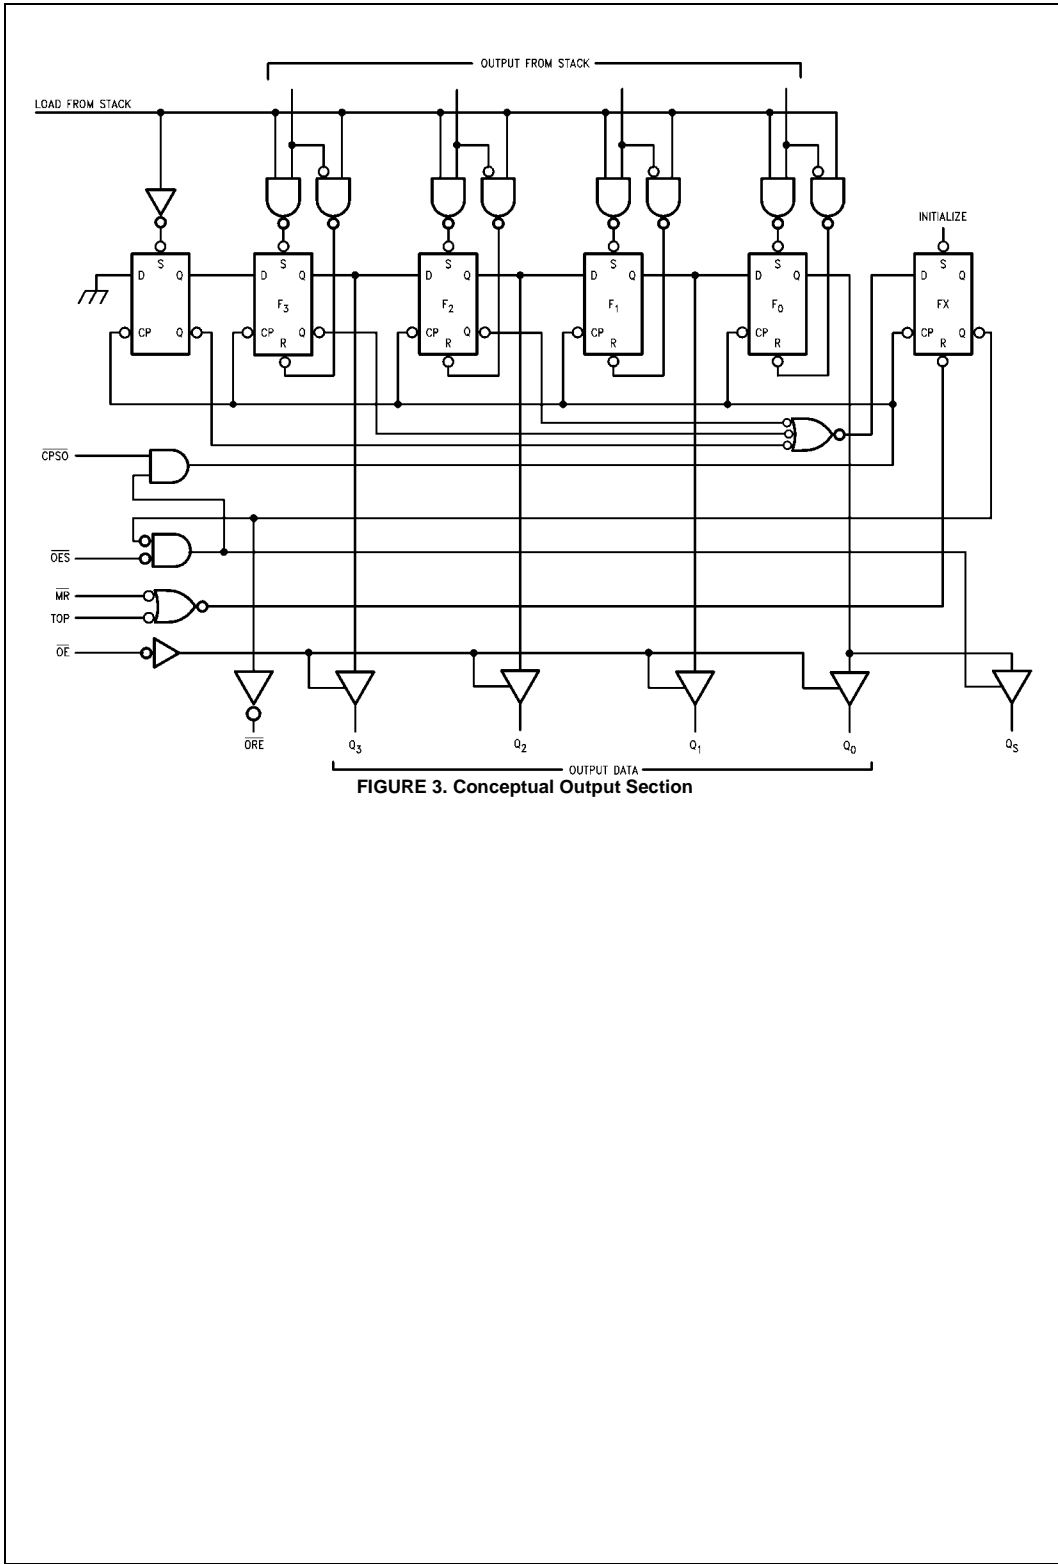 OUTPUT FROM STACK
LOAD FROM STACK
INITIALIZE
S S S S S S
D Q D Q D Q D Q D Q D Q
F3 F2 F1 F0 FX
CP Q CP Q CP Q CP CP CP Q
R R R R R
CPSO
OES
MR
TOP
OE
ORE Q3 Q2 Q1 Q0 QS
OUTPUT DATA
FIGURE 3. Conceptual Output Section